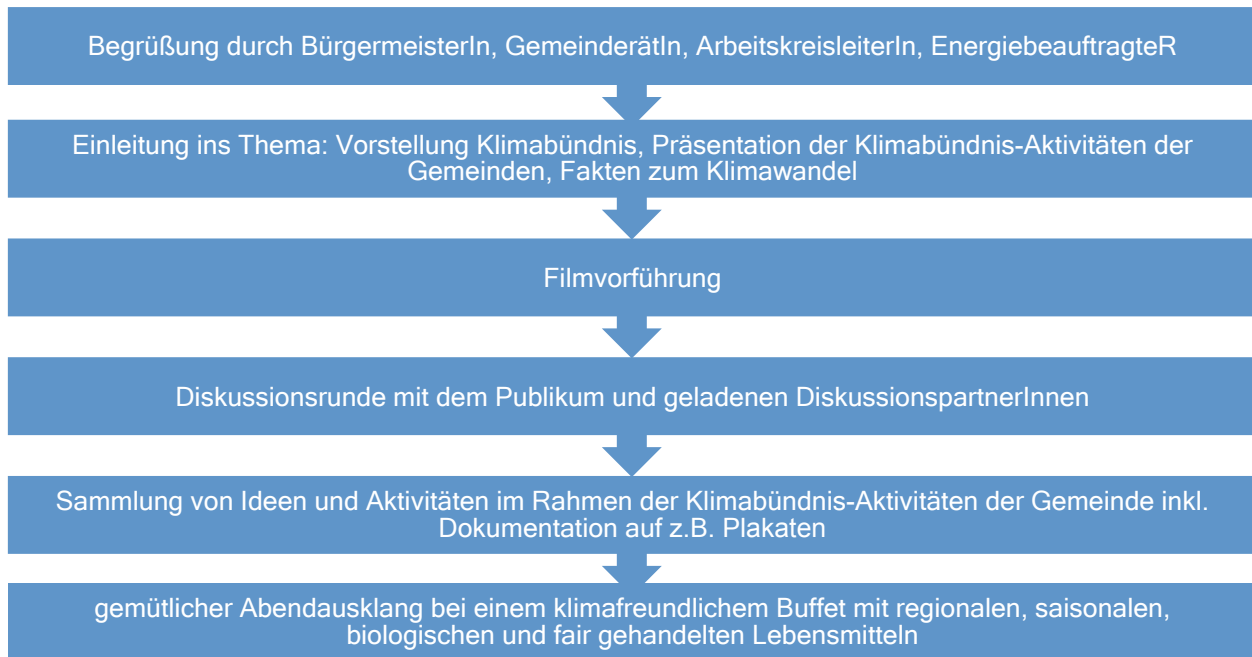 Begrüßung durch BürgermeisterIn, GemeinderätIn, ArbeitskreisleiterIn, EnergiebeauftragteR
Einleitung ins Thema: Vorstellung Klimabündnis, Präsentation der Klimabündnis-Aktivitäten der
Gemeinden, Fakten zum Klimawandel
Filmvorführung
Diskussionsrunde mit dem Publikum und geladenen DiskussionspartnerInnen
Sammlung von Ideen und Aktivitäten im Rahmen der Klimabündnis-Aktivitäten der Gemeinde inkl.
Dokumentation auf z.B. Plakaten
gemütlicher Abendausklang bei einem klimafreundlichem Buffet mit regionalen, saisonalen,
biologischen und fair gehandelten Lebensmitteln